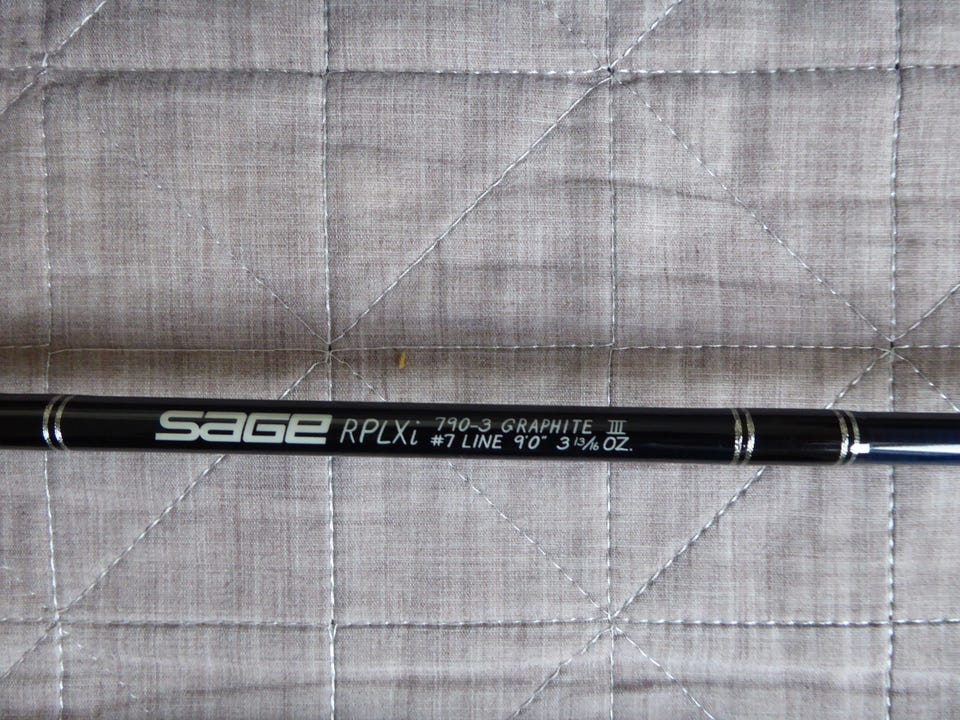 SAGE RPLXi 790-3 GRAPHITE III
#7 LINE 9'0" 3 13/16 OZ.